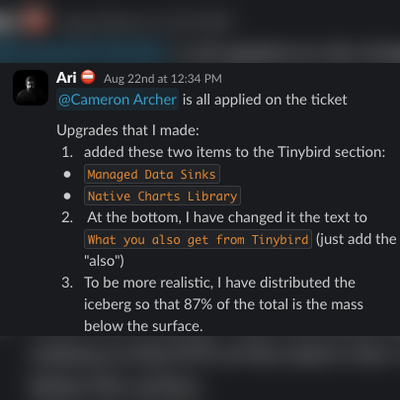 Ari Aug 22nd at 12:34 PM
@Cameron Archer is all applied on the ticket
Upgrades that I made:
1. added these two items to the Tinybird section:
• Managed Data Sinks
• Native Charts Library
2. At the bottom, I have changed it the text to
What you also get from Tinybird (just add the
"also")
3. To be more realistic, I have distributed the
iceberg so that 87% of the total is the mass
below the surface.